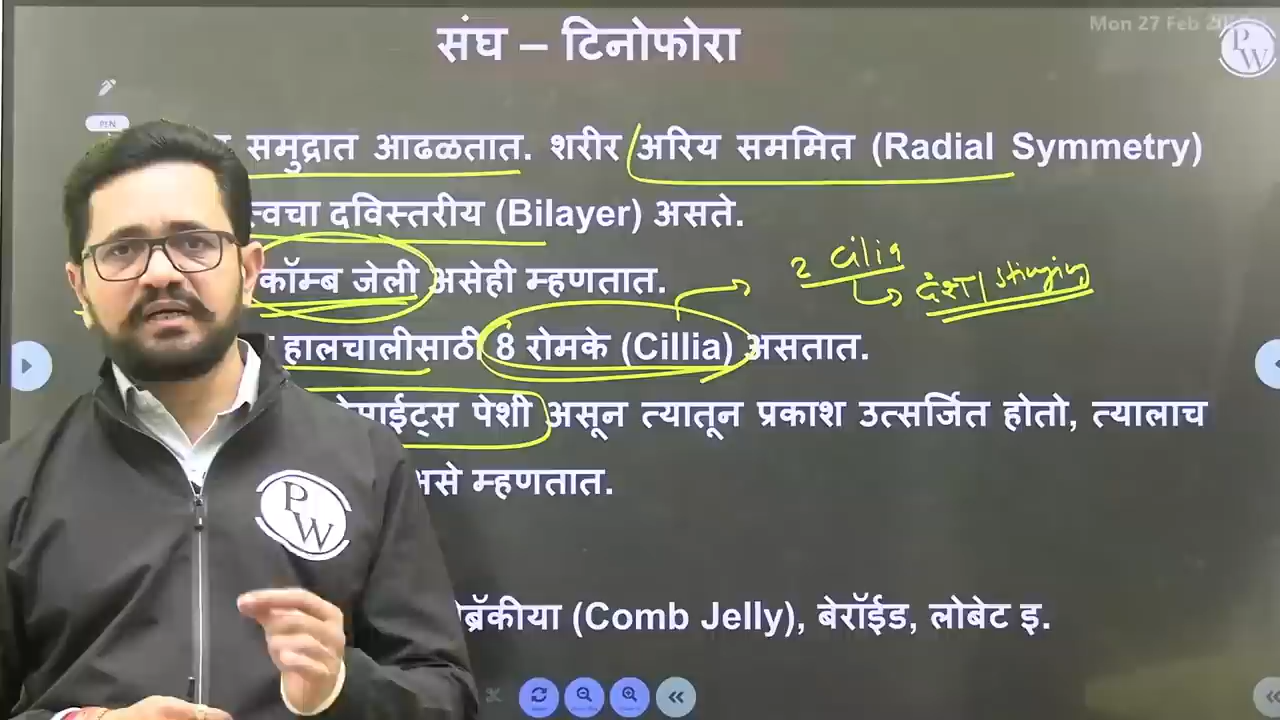 Mon 27 Feb
संघ – टिनोफोरा
PW
PEN
समुद्रात आढळतात. शरीर अरिय सममित (Radial Symmetry)
त्वचा दविस्तरीय (Bilayer) असते.
2 cilia
कॉम्ब जेली असेही म्हणतात.
दंश / stinging
हालचालीसाठी 8 रोमके (Cillia) असतात.
पेशी असून त्यातून प्रकाश उत्सर्जित होतो, त्यालाच
असे म्हणतात.
PW
(Comb Jelly), बेरॉईड, लोबेट इ.